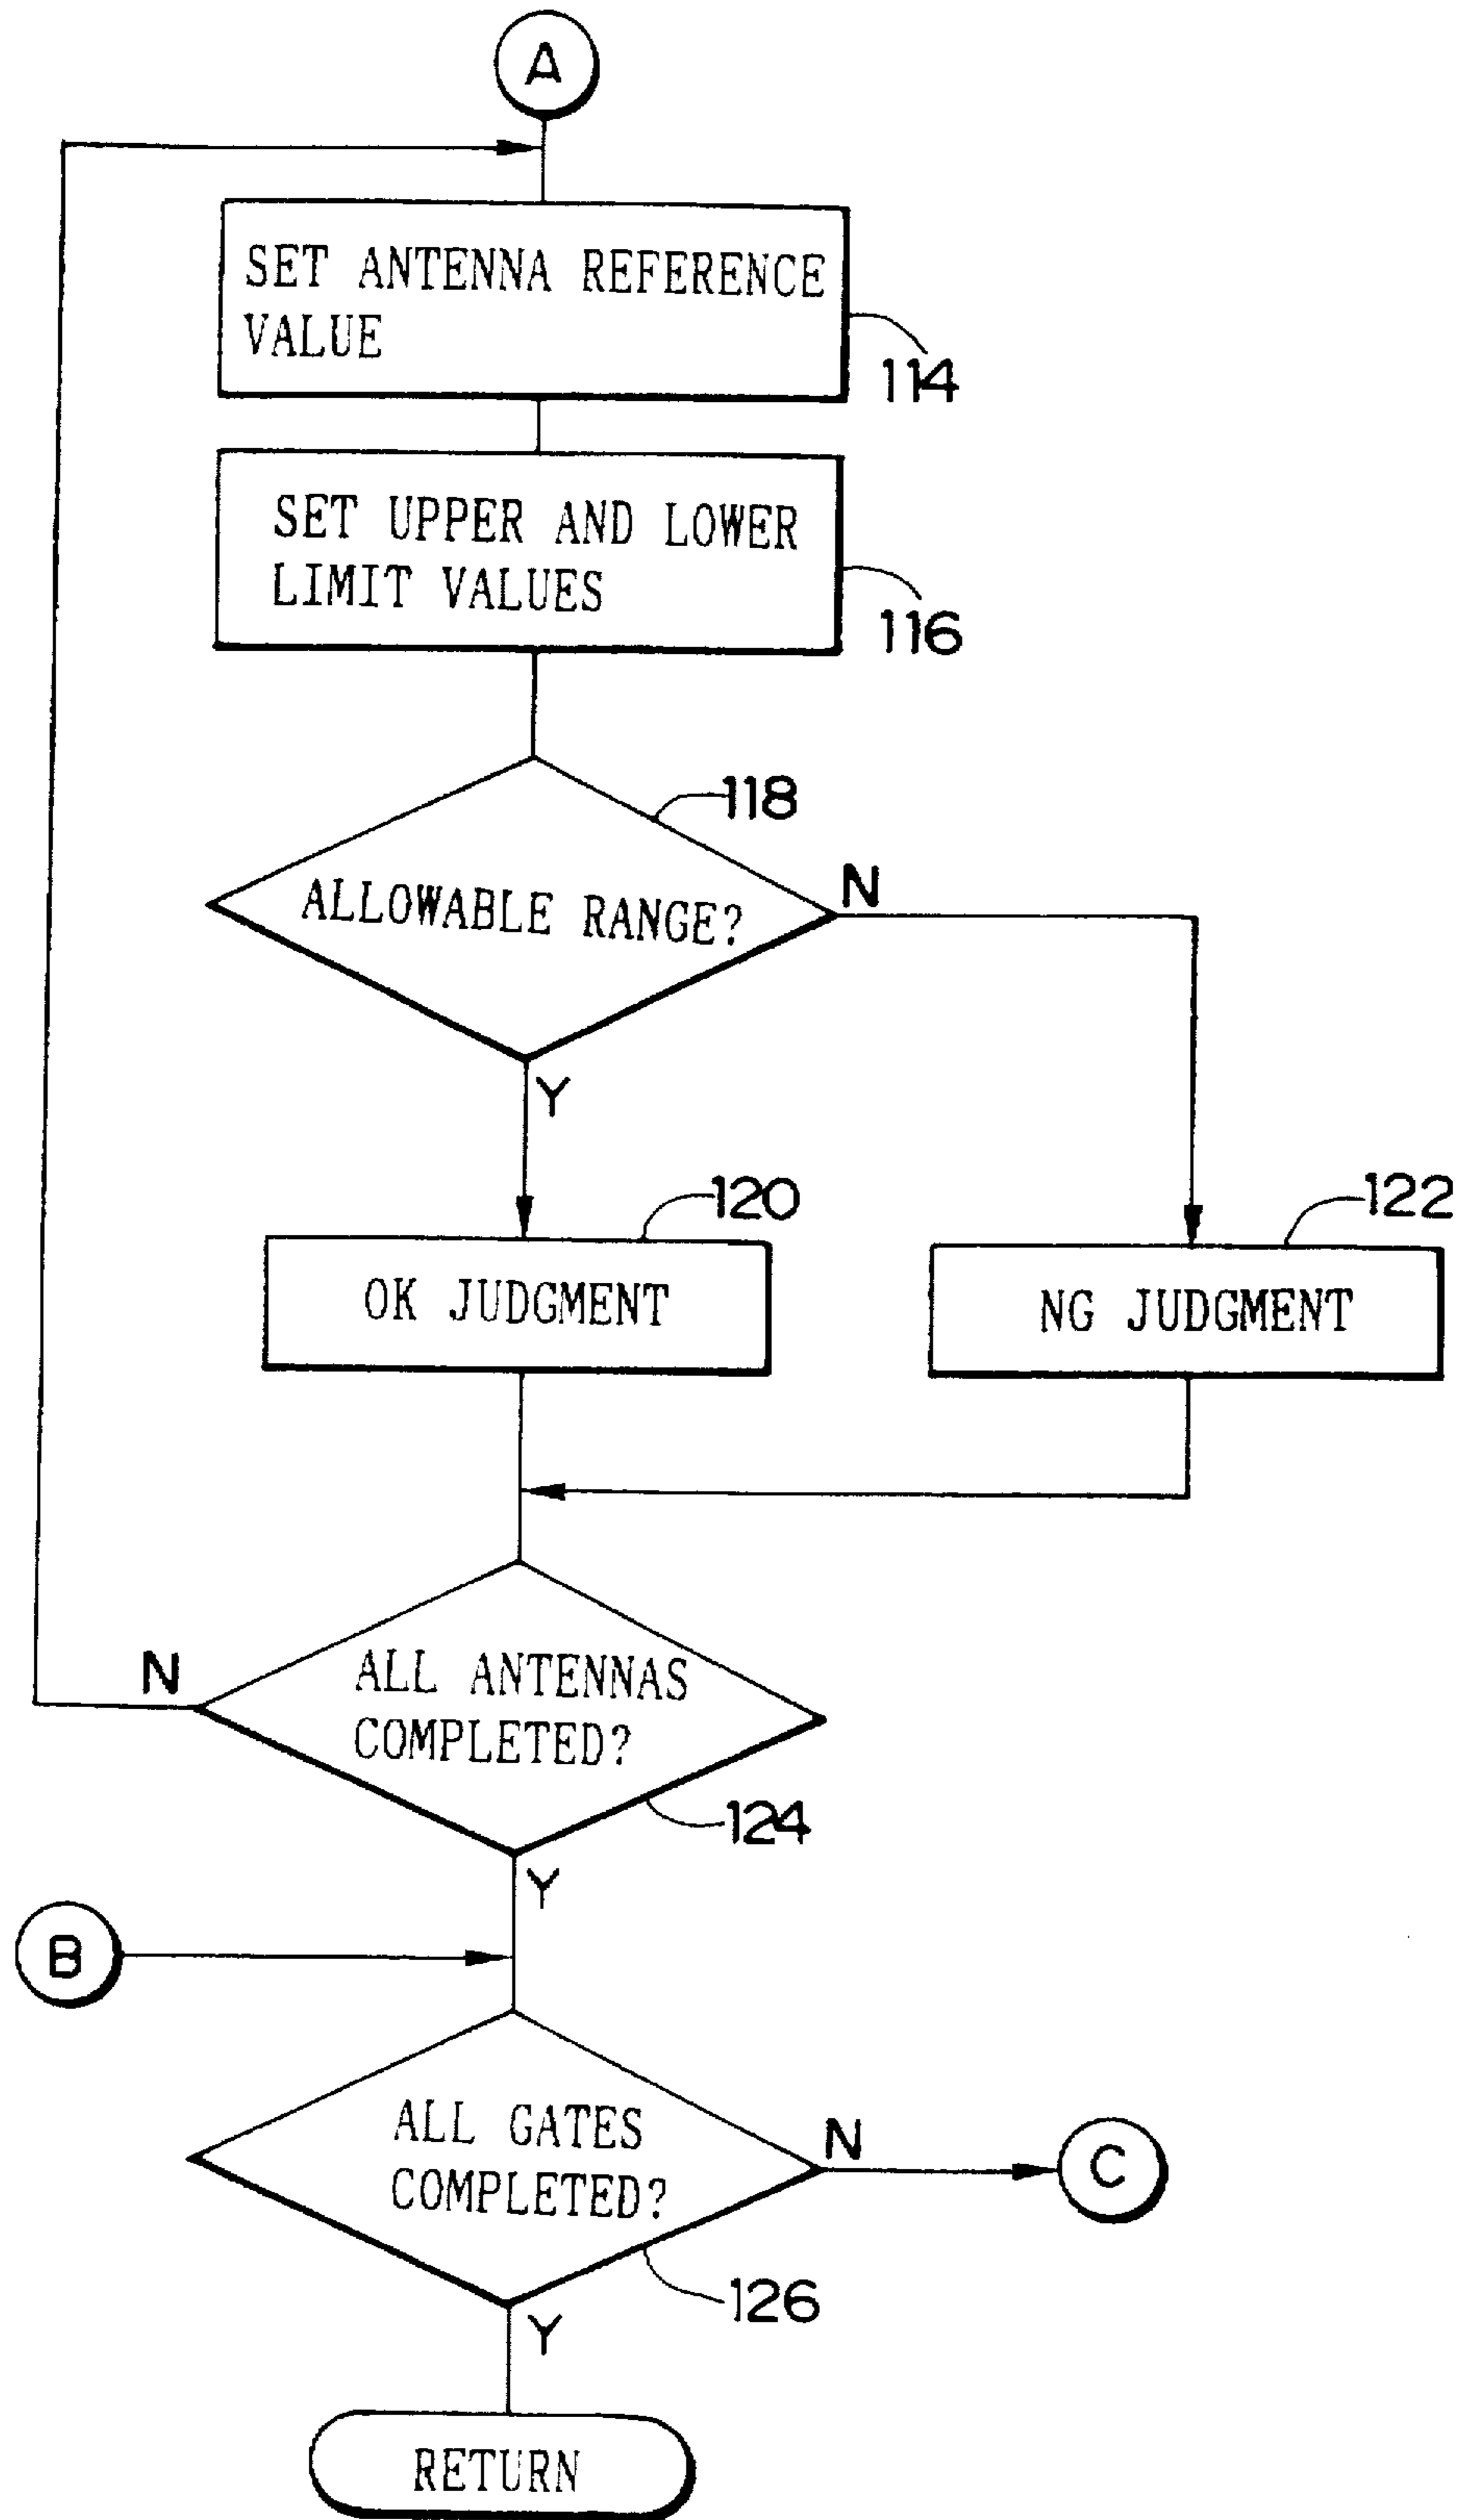 A
SET ANTENNA REFERENCE
VALUE
114
SET UPPER AND LOWER
LIMIT VALUES
116
118
ALLOWABLE RANGE?
N
Y
120
122
OK JUDGMENT
NG JUDGMENT
N
ALL ANTENNAS
COMPLETED?
124
Y
B
ALL GATES
COMPLETED?
N
C
126
Y
RETURN